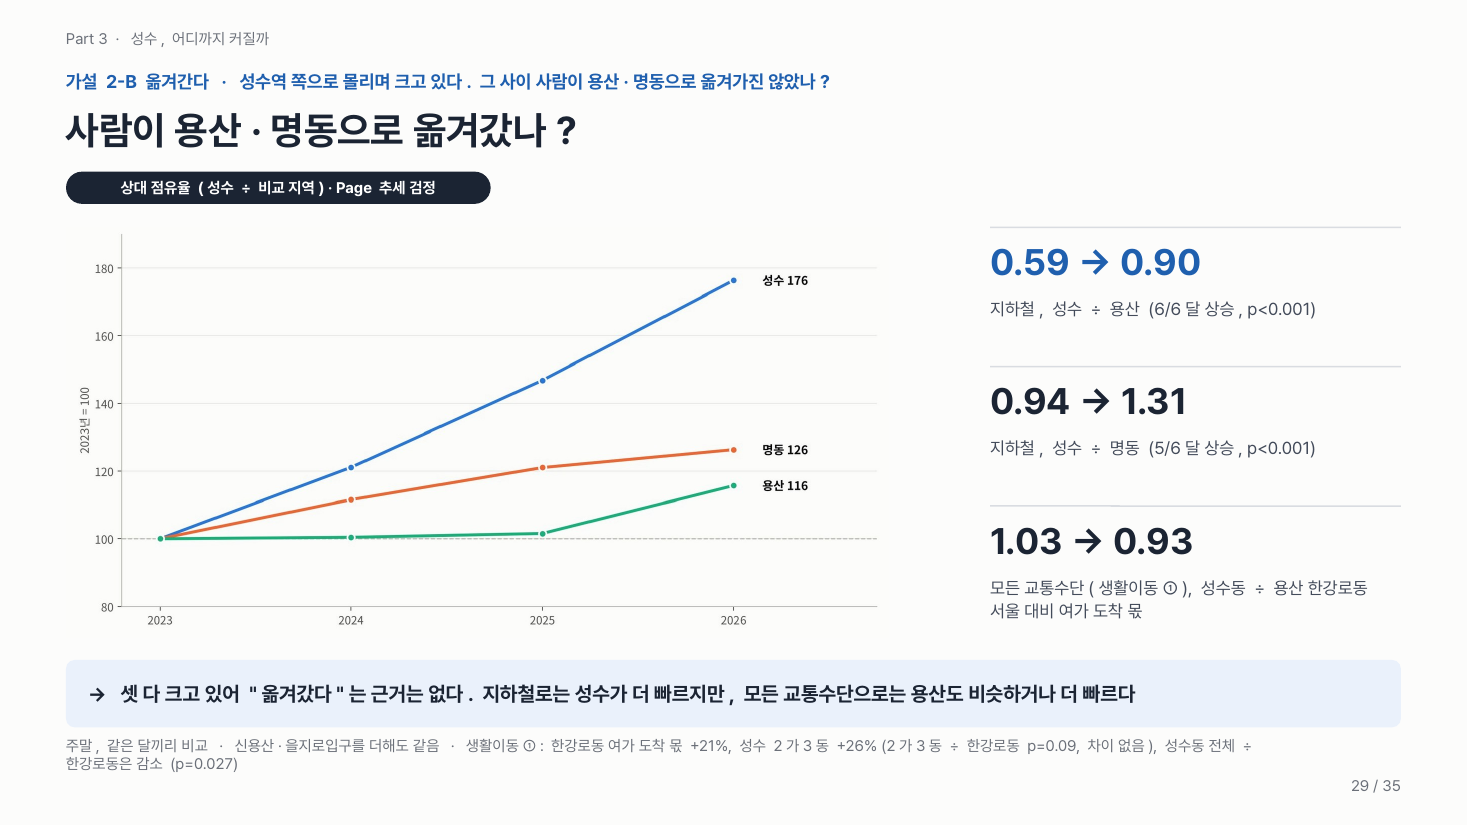 Part 3 · 성수 , 어디까지 커질까
가설 2-B 옮겨간다 · 성수역 쪽으로 몰리며 크고 있다 . 그 사이 사람이 용산 · 명동으로 옮겨가진 않았나 ?
사람이 용산 · 명동으로 옮겨갔나 ?
상대 점유율 ( 성수 ÷ 비교 지역 ) · Page 추세 검정
2023년 = 100
180
160
140
120
100
80
2023
2024
2025
2026
성수 176
명동 126
용산 116
0.59 → 0.90
지하철 , 성수 ÷ 용산 (6/6 달 상승 , p<0.001)
0.94 → 1.31
지하철 , 성수 ÷ 명동 (5/6 달 상승 , p<0.001)
1.03 → 0.93
모든 교통수단 ( 생활이동 ① ), 성수동 ÷ 용산 한강로동
서울 대비 여가 도착 몫
→ 셋 다 크고 있어 " 옮겨갔다 " 는 근거는 없다 . 지하철로는 성수가 더 빠르지만 , 모든 교통수단으로는 용산도 비슷하거나 더 빠르다
주말 , 같은 달끼리 비교 · 신용산 · 을지로입구를 더해도 같음 · 생활이동 ① : 한강로동 여가 도착 몫 +21%, 성수 2 가 3 동 +26% (2 가 3 동 ÷ 한강로동 p=0.09, 차이 없음 ), 성수동 전체 ÷
한강로동은 감소 (p=0.027)
29 / 35